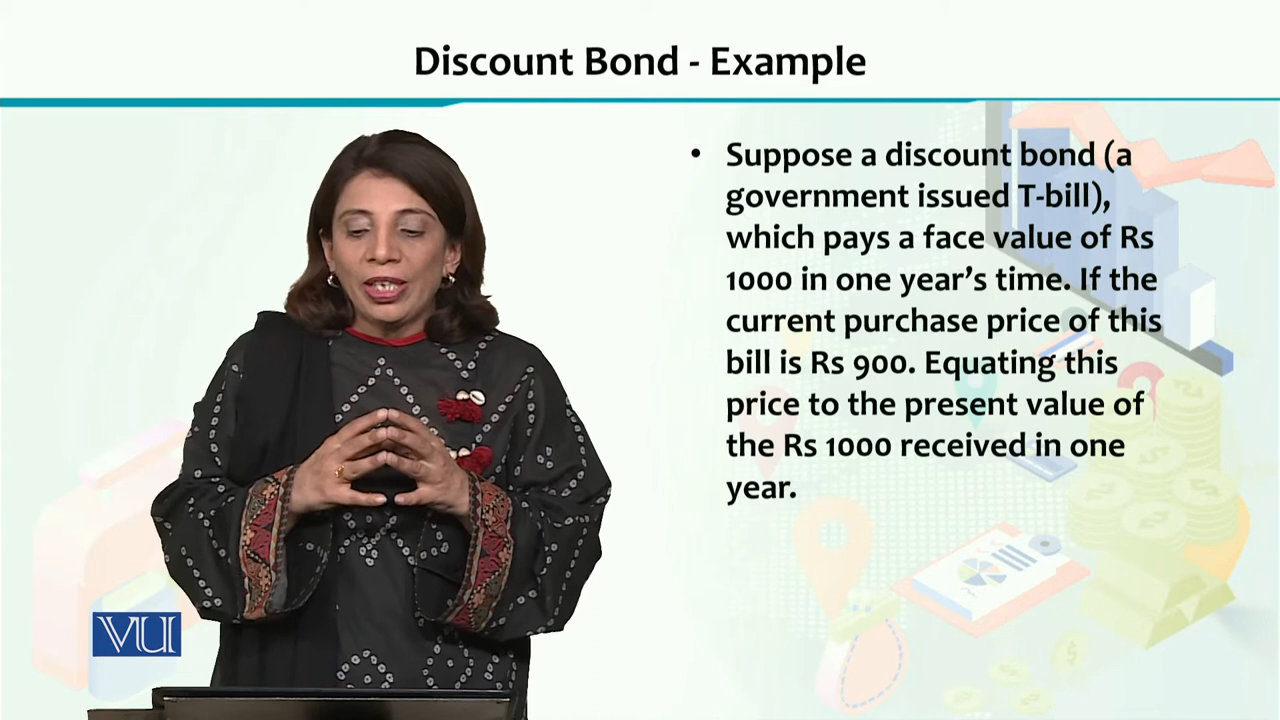 Discount Bond - Example
• Suppose a discount bond (a
government issued T-bill),
which pays a face value of Rs
1000 in one year’s time. If the
current purchase price of this
bill is Rs 900. Equating this
price to the present value of
the Rs 1000 received in one
year.
VU